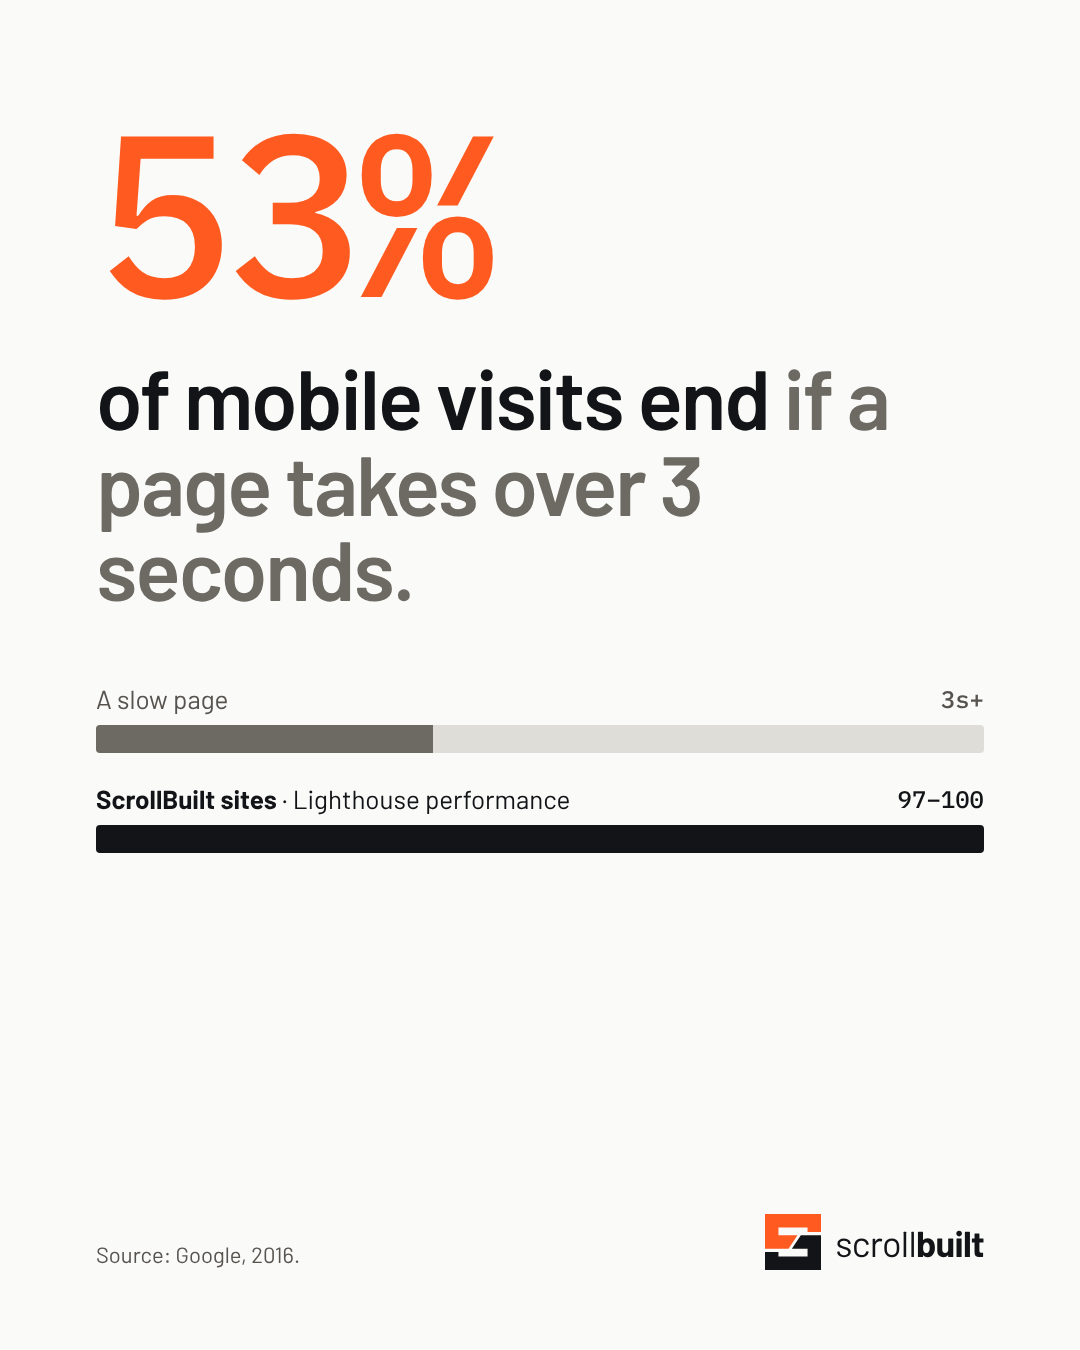 53%
of mobile visits end if a
page takes over 3
seconds.
A slow page 3s+
ScrollBuilt sites · Lighthouse performance 97–100
Source: Google, 2016.
scrollbuilt